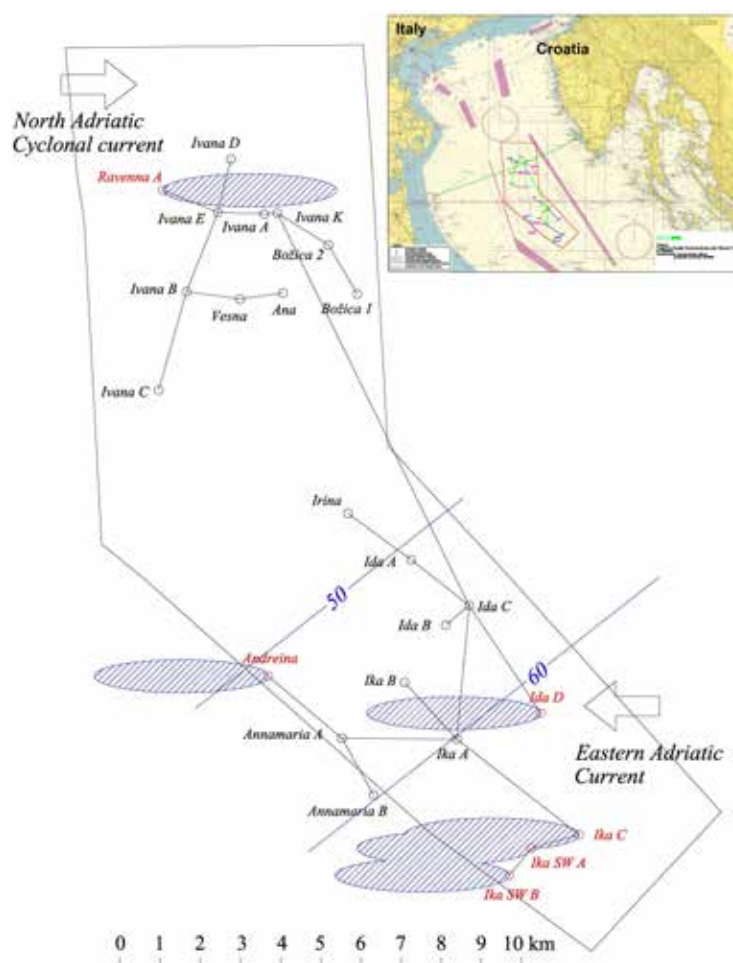 Italy
Croatia
North Adriatic
Cyclonal current
Ivana D
Ravenna A
Ivana E
Ivana A
Ivana K
Božica 2
Ivana B
Vesna
Ana
Božica 1
Ivana C
Irina
Ida A
50
Ida C
Ida B
Andreina
Ika B
60
Ida D
Annamaria A
Ika A
Eastern Adriatic
Current
Annamaria B
Ika C
Ika SW A
Ika SW B
0 1 2 3 4 5 6 7 8 9 10 km